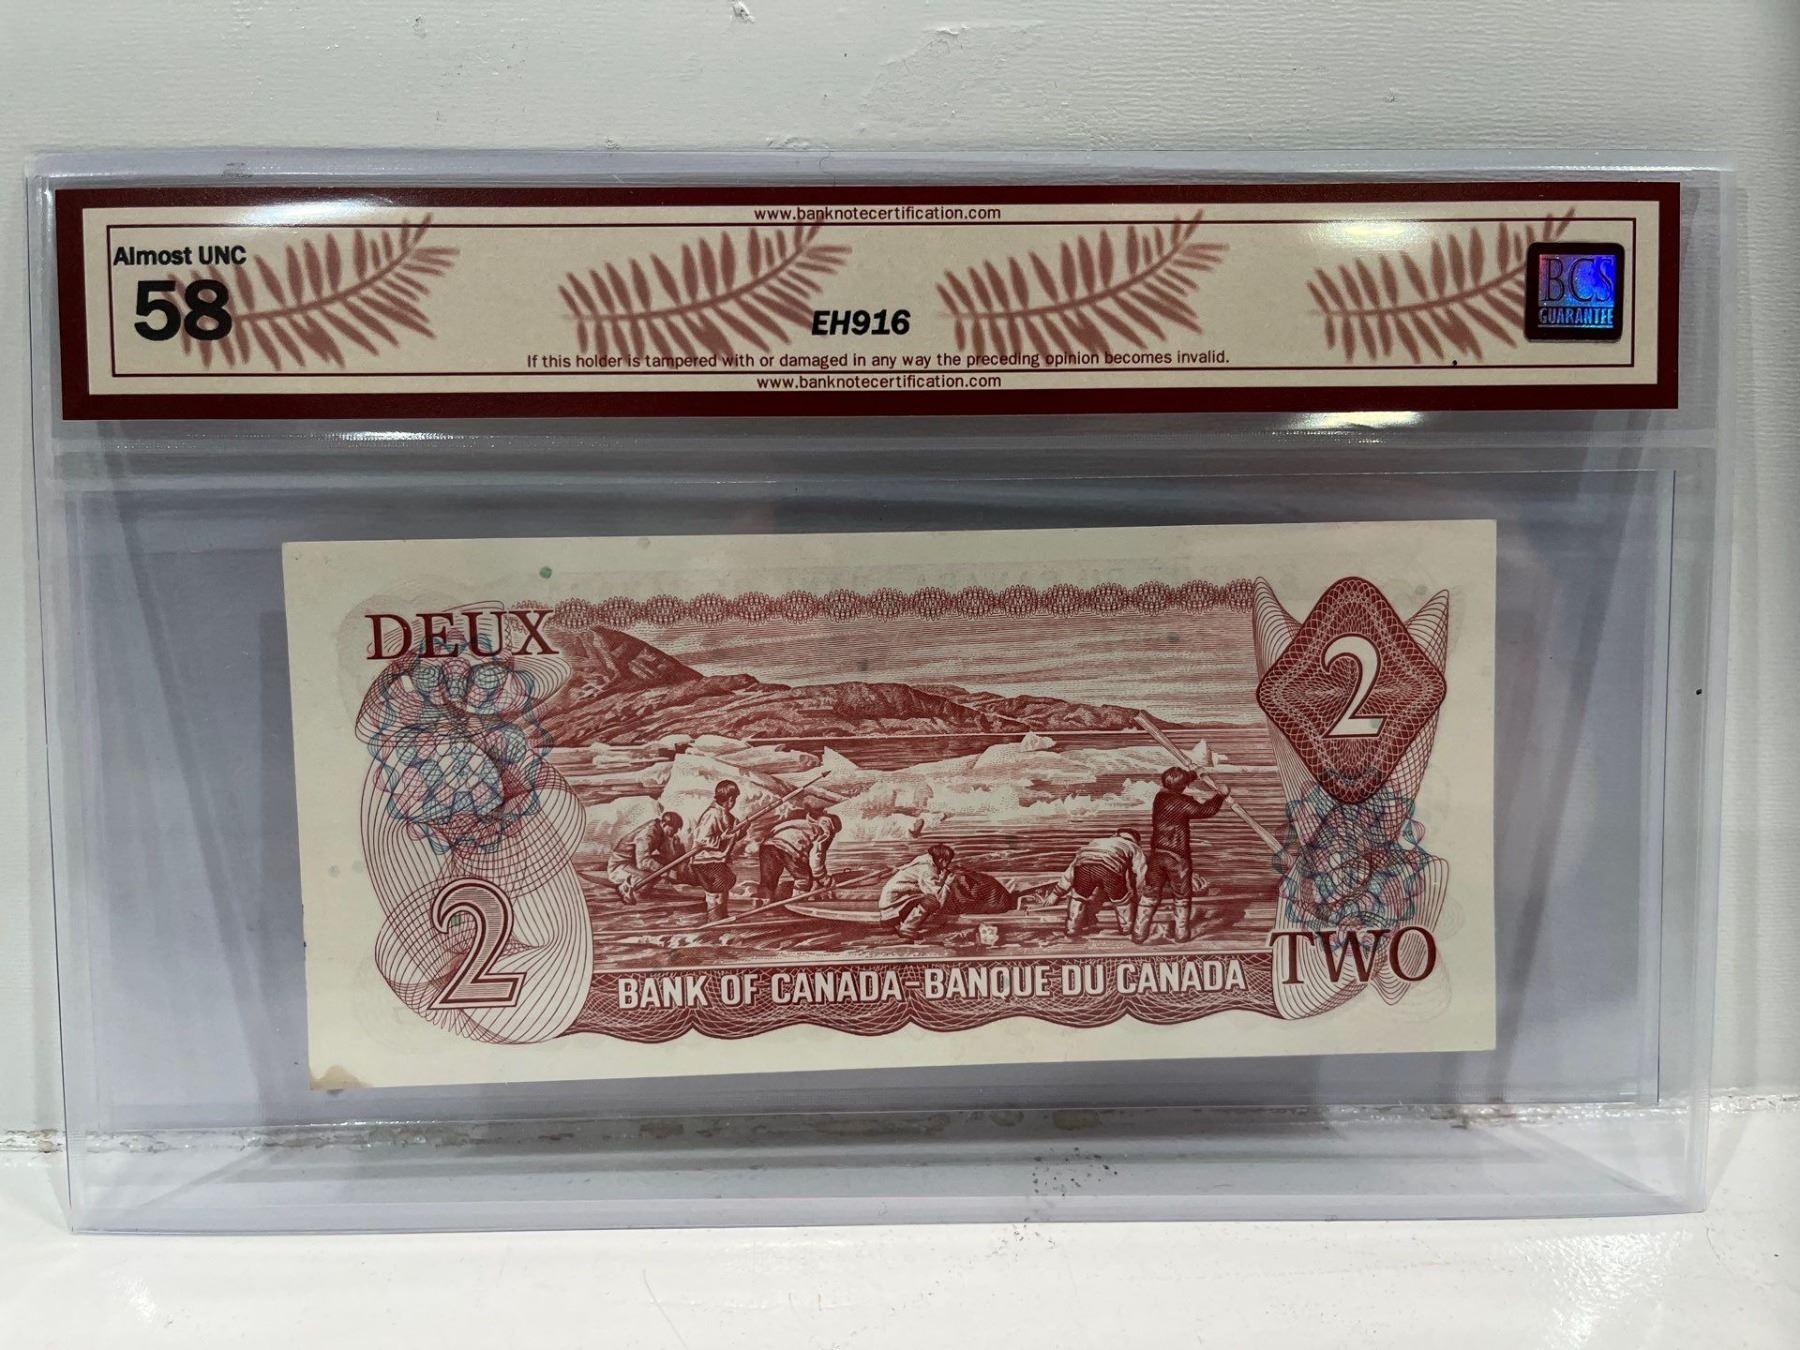 www.banknotecertification.com
Almost UNC
58
BCS
GUARANTEE
EH916
If this holder is tampered with or damaged in any way the preceding opinion becomes invalid.
www.banknotecertification.com
DEUX
2
2
BANK OF CANADA-BANQUE DU CANADA
TWO